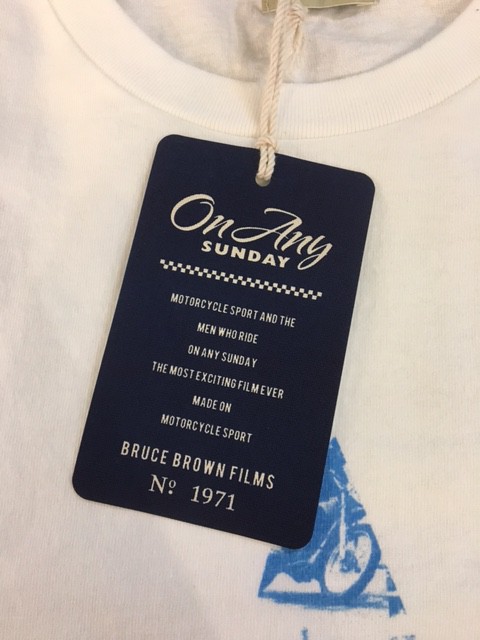 On Any
SUNDAY
MOTORCYCLE SPORT AND THE
MEN WHO RIDE
ON ANY SUNDAY
THE MOST EXCITING FILM EVER
MADE ON
MOTORCYCLE SPORT
BRUCE BROWN FILMS
Nº 1971